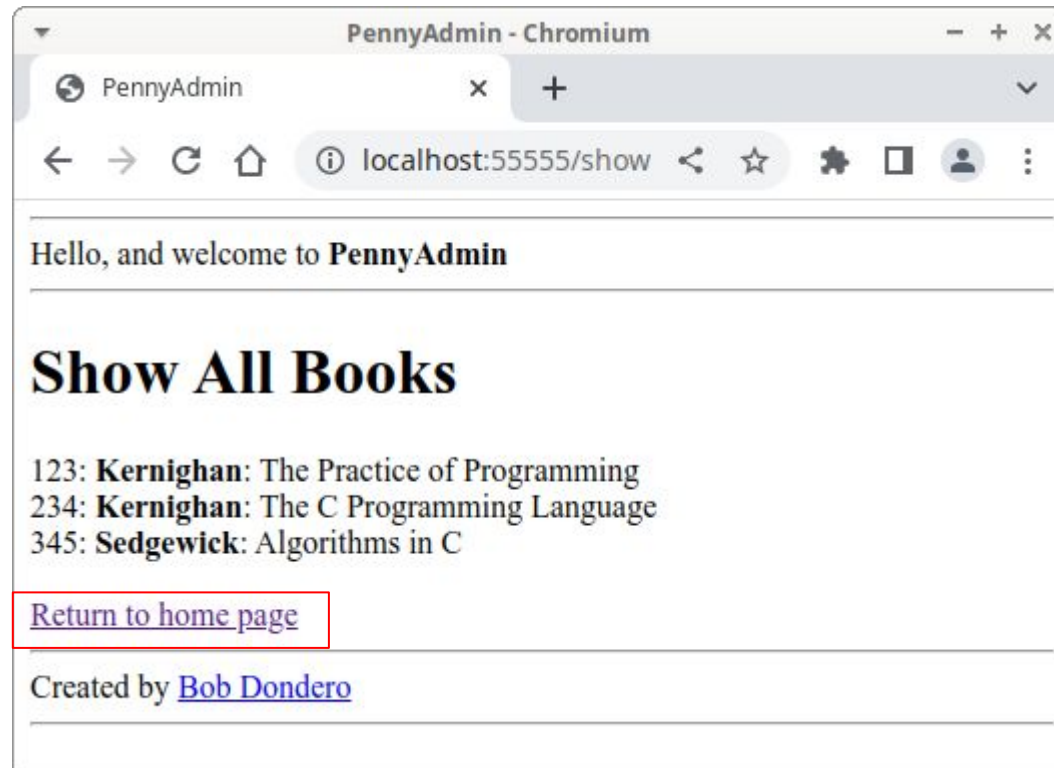 PennyAdmin - Chromium
PennyAdmin
localhost:55555/show
Hello, and welcome to PennyAdmin
Show All Books
123: Kernighan: The Practice of Programming
234: Kernighan: The C Programming Language
345: Sedgewick: Algorithms in C
Return to home page
Created by Bob Dondero